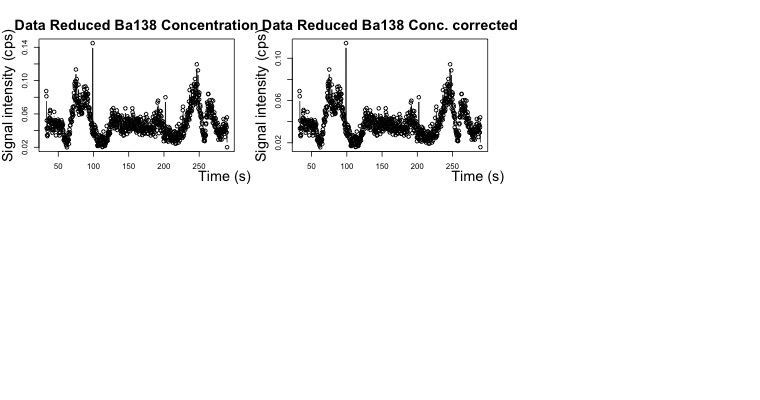 Data Reduced Ba138 Concentration
Signal intensity (cps)
0.14
0.10
0.06
0.02
50 100 150 200 250
Time (s)
Data Reduced Ba138 Conc. corrected
Signal intensity (cps)
0.10
0.06
0.02
50 100 150 200 250
Time (s)